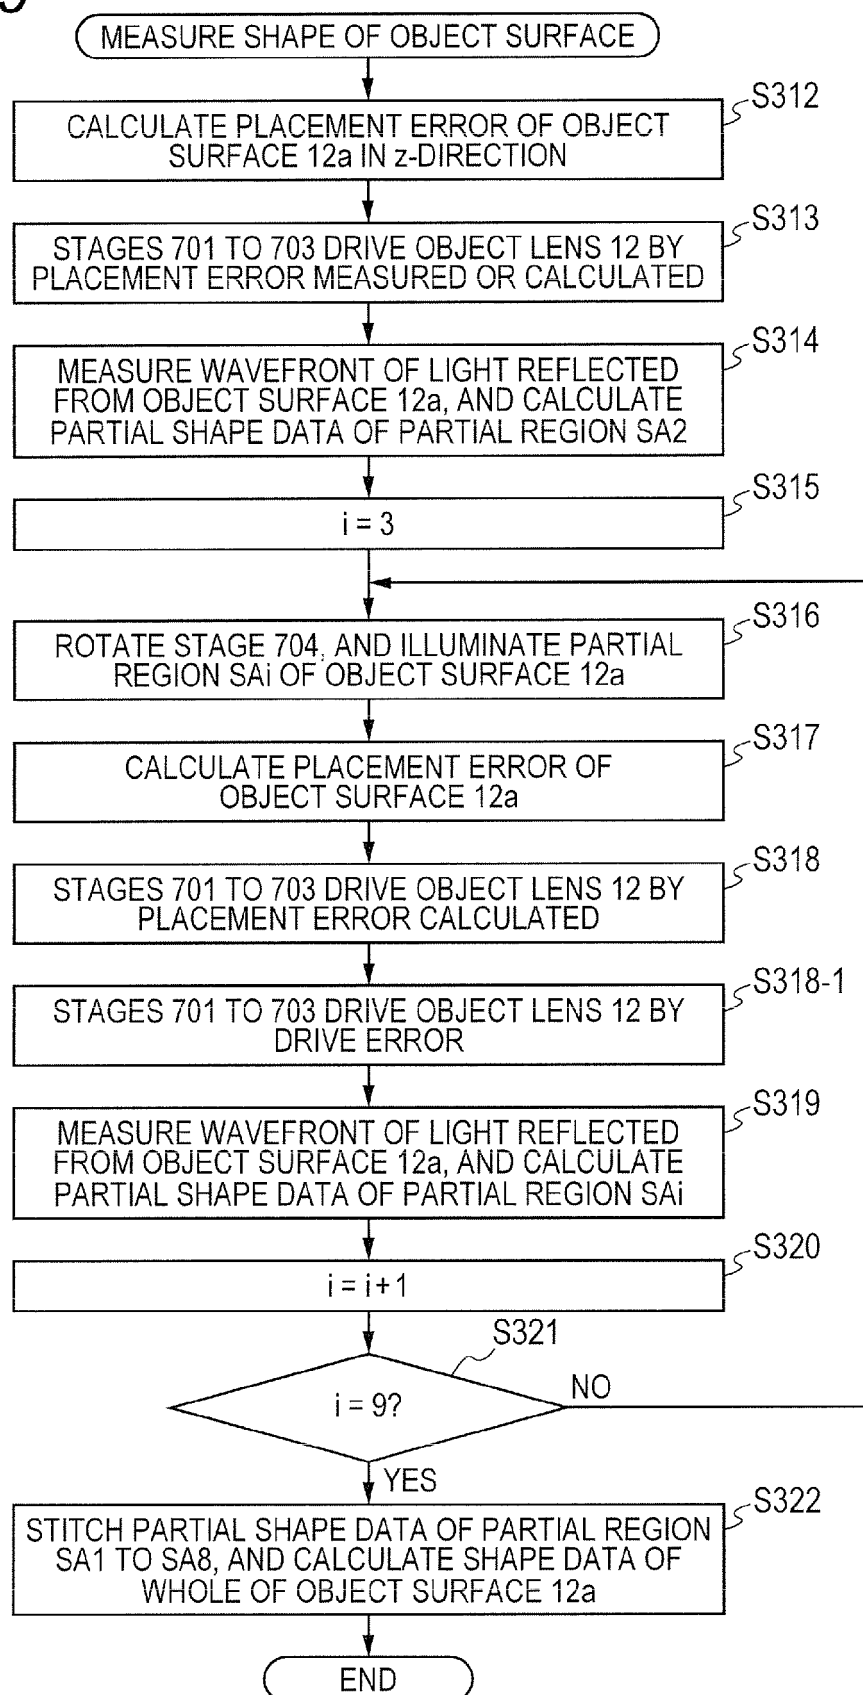 MEASURE SHAPE OF OBJECT SURFACE
S312
CALCULATE PLACEMENT ERROR OF OBJECT
SURFACE 12a IN z-DIRECTION
S313
STAGES 701 TO 703 DRIVE OBJECT LENS 12 BY
PLACEMENT ERROR MEASURED OR CALCULATED
S314
MEASURE WAVEFRONT OF LIGHT REFLECTED
FROM OBJECT SURFACE 12a, AND CALCULATE
PARTIAL SHAPE DATA OF PARTIAL REGION SA2
S315
i = 3
S316
ROTATE STAGE 704, AND ILLUMINATE PARTIAL
REGION SAi OF OBJECT SURFACE 12a
S317
CALCULATE PLACEMENT ERROR OF
OBJECT SURFACE 12a
S318
STAGES 701 TO 703 DRIVE OBJECT LENS 12 BY
PLACEMENT ERROR CALCULATED
S318-1
STAGES 701 TO 703 DRIVE OBJECT LENS 12 BY
DRIVE ERROR
S319
MEASURE WAVEFRONT OF LIGHT REFLECTED
FROM OBJECT SURFACE 12a, AND CALCULATE
PARTIAL SHAPE DATA OF PARTIAL REGION SAi
S320
i = i+1
S321
i = 9?
NO
YES
S322
STITCH PARTIAL SHAPE DATA OF PARTIAL REGION
SA1 TO SA8, AND CALCULATE SHAPE DATA OF
WHOLE OF OBJECT SURFACE 12a
END